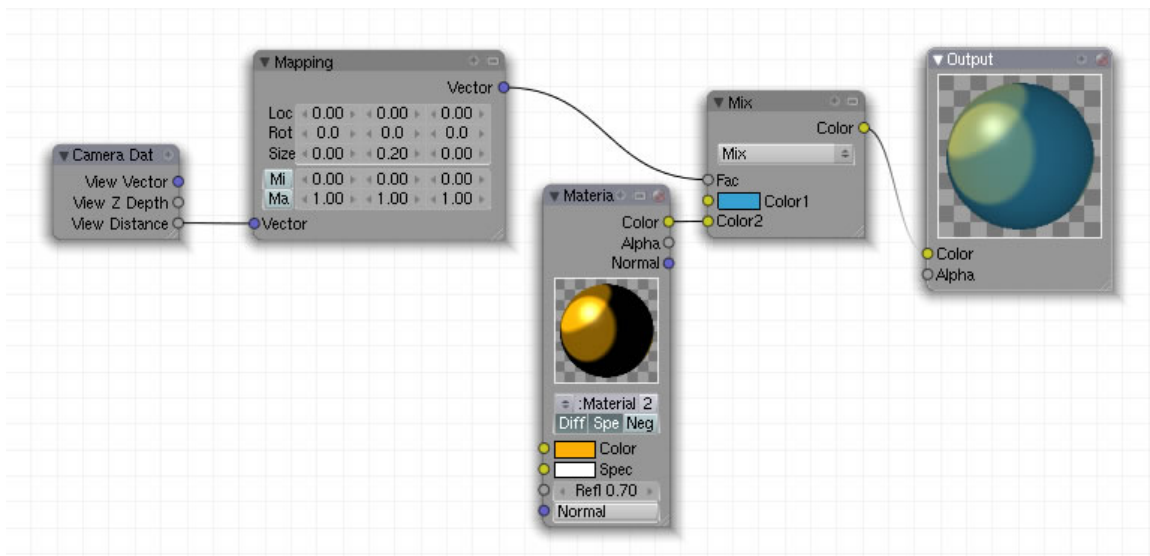 Camera Dat
View Vector
View Z Depth
View Distance
Mapping
Vector
Loc 0.00 0.00 0.00
Rot 0.0 0.0 0.0
Size 0.00 0.20 0.00
Mi 0.00 0.00 0.00
Ma 1.00 1.00 1.00
Vector
Materia
Color
Alpha
Normal
:Material 2
Diff Spe Neg
Color
Spec
Refl 0.70
Normal
Mix
Color
Mix
Fac
Color1
Color2
Output
Color
Alpha